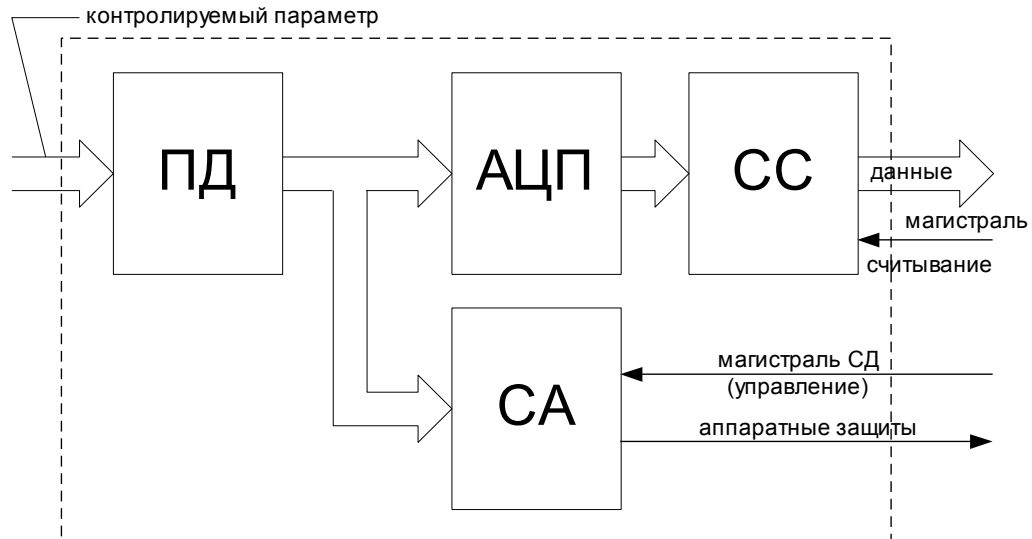 контролируемый параметр
ПД
АЦП
СС
данные
магистраль
считывание
СА
магистраль СД
(управление)
аппаратные защиты